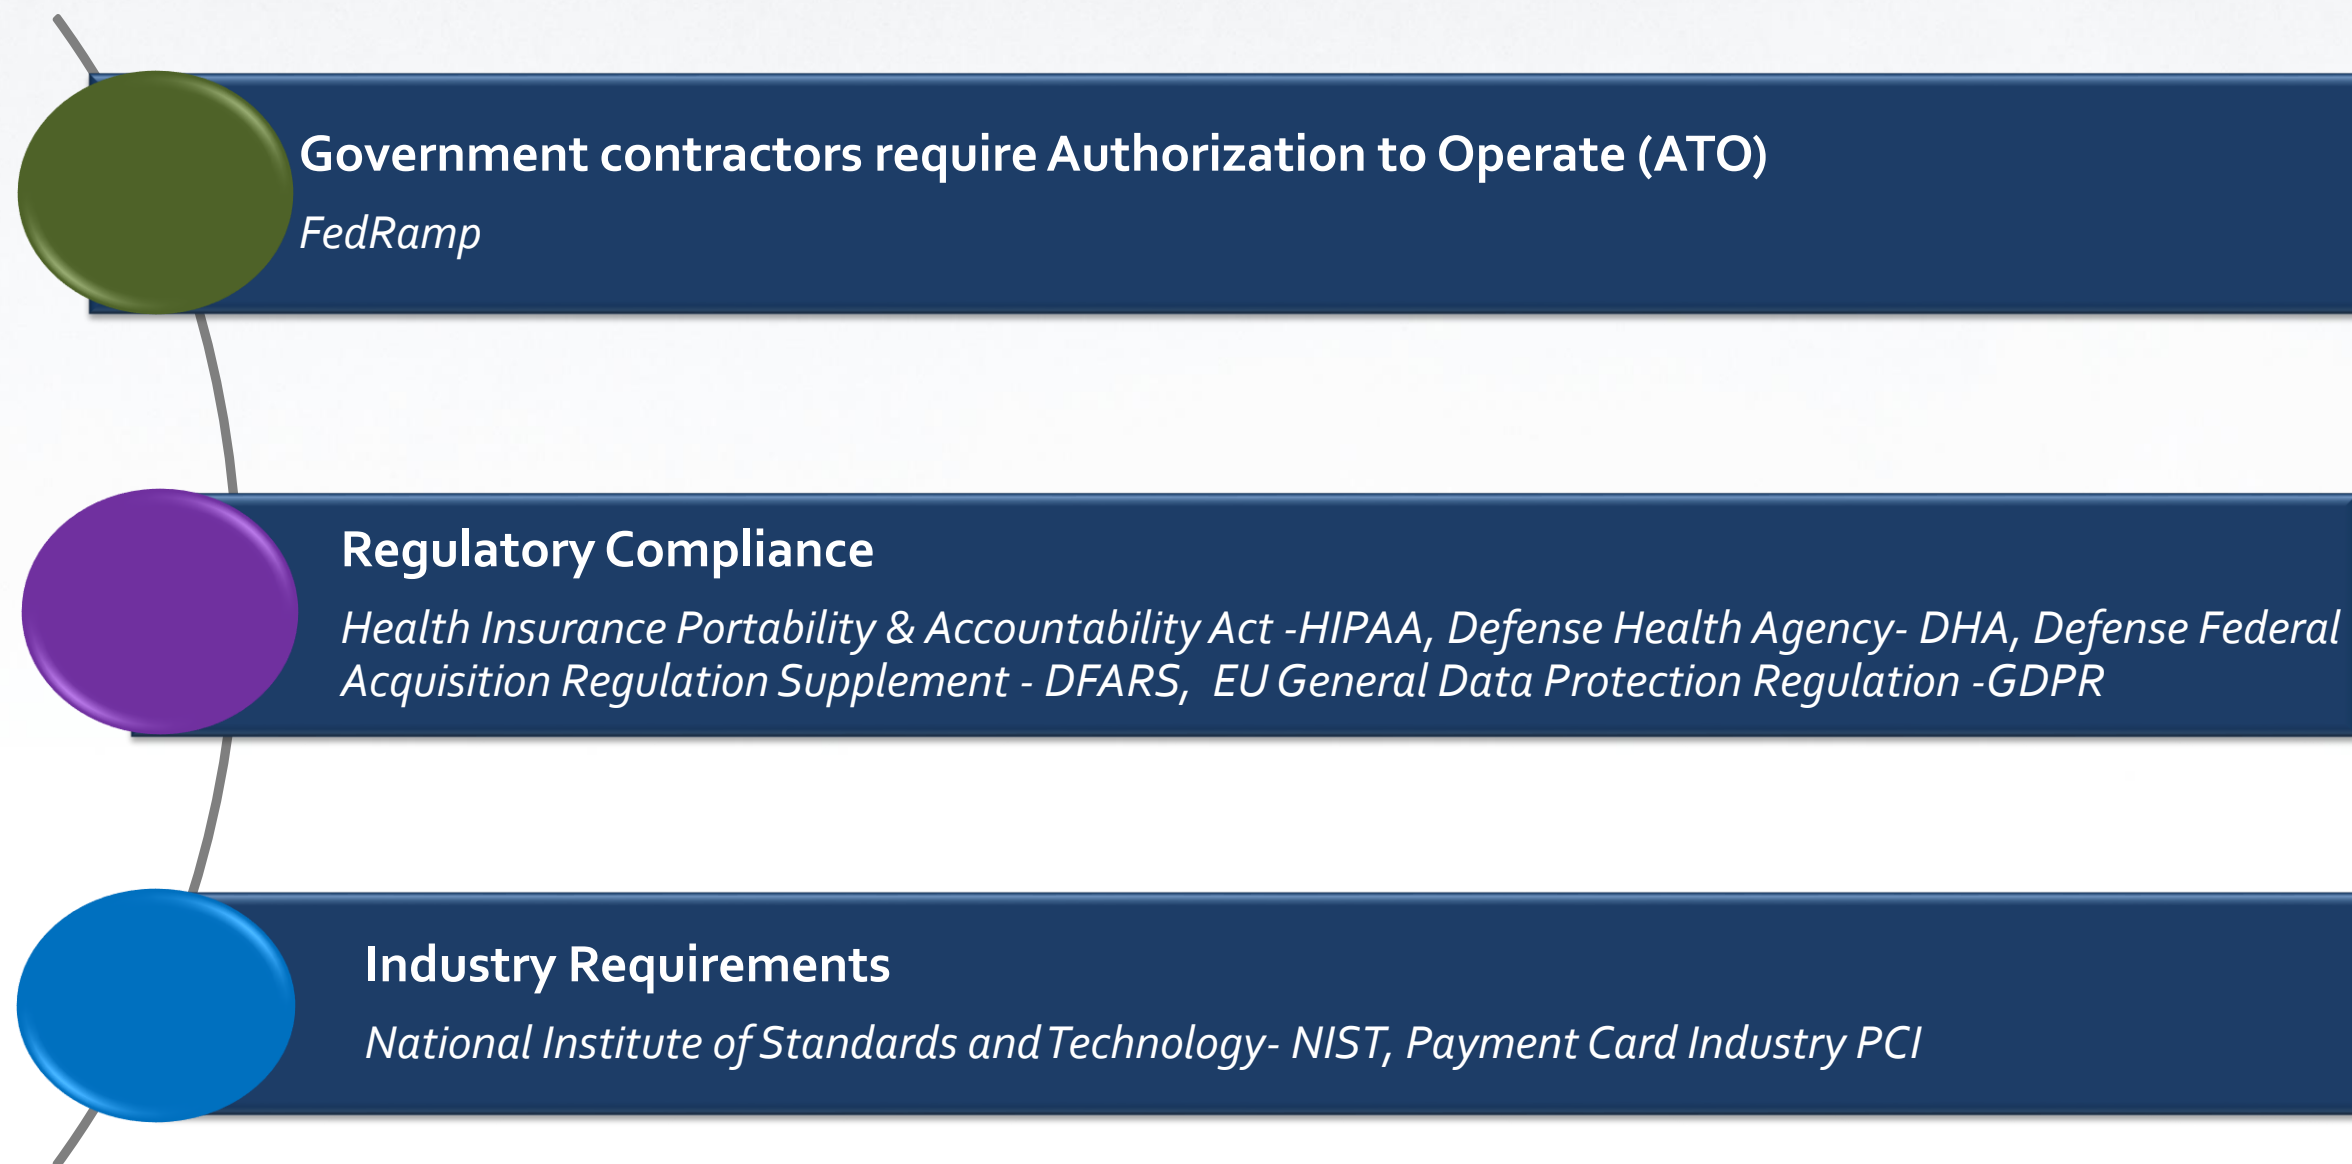 Government contractors require Authorization to Operate (ATO)
FedRamp
Regulatory Compliance
Health Insurance Portability & Accountability Act -HIPAA, Defense Health Agency- DHA, Defense Federal
Acquisition Regulation Supplement - DFARS,  EU General Data Protection Regulation -GDPR
Industry Requirements
National Institute of Standards and Technology- NIST, Payment Card Industry PCI